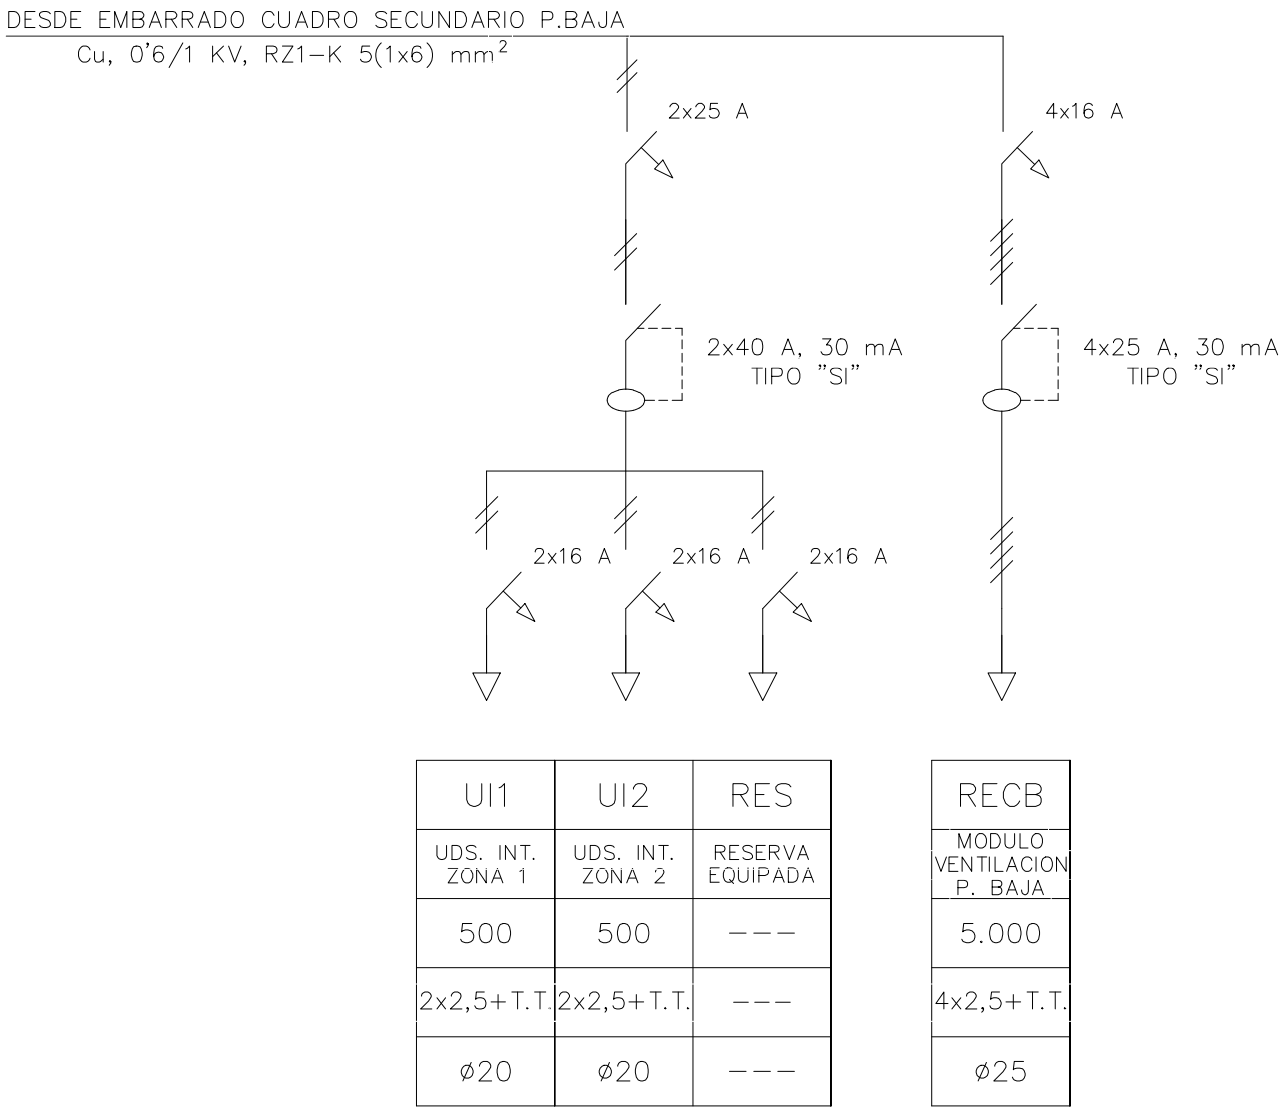 DESDE EMBARRADO CUADRO SECUNDARIO P.BAJA
Cu, 0'6/1 KV, RZ1-K 5(1x6) mm²
2x25 A
4x16 A
2x40 A, 30 mA
TIPO "SI"
4x25 A, 30 mA
TIPO "SI"
2x16 A
2x16 A
2x16 A
UI1
UI2
RES
RECB
UDS. INT.
ZONA 1
UDS. INT.
ZONA 2
RESERVA
EQUIPADA
MODULO
VENTILACION
P. BAJA
500
500
---
5.000
2x2,5+T.T.
2x2,5+T.T.
---
4x2,5+T.T.
ø20
ø20
---
ø25